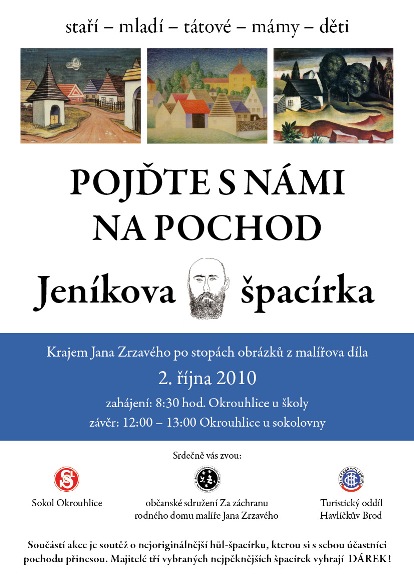 staří – mladí – tátové – mámy – děti
POJĎTE S NÁMI
NA POCHOD
Jeníkova špacírka
Krajem Jana Zrzavého po stopách obrázků z malířova díla
2. října 2010
zahájení: 8:30 hod. Okrouhlice u školy
závěr: 12:00 – 13:00 Okrouhlice u sokolovny
Srdečně vás zvou:
Sokol Okrouhlice
občanské sdružení Za záchranu
rodného domu malíře Jana Zrzavého
Turistický oddíl
Havlíčkův Brod
Součástí akce je soutěž o nejoriginálnější hůl-špacírku, kterou si s sebou účastníci
pochodu přinesou. Majitelé tří vybraných nejpěknějších špacírek vyhrají DÁREK!